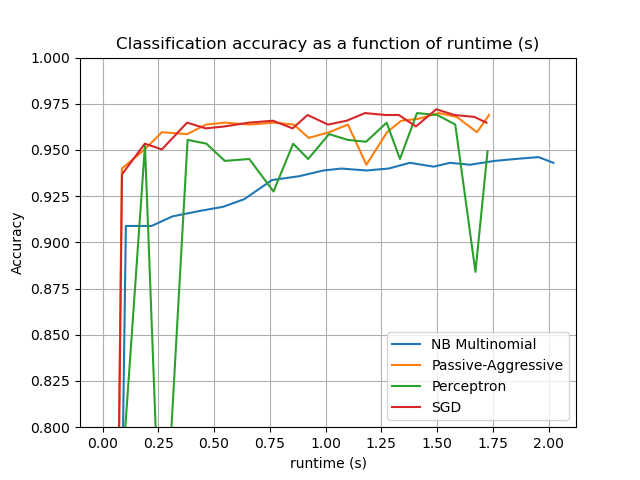 Classification accuracy as a function of runtime (s)
1.000
0.975
0.950
0.925
0.900
0.875
0.850
0.825
0.800
Accuracy
NB Multinomial
Passive-Aggressive
Perceptron
SGD
0.00 0.25 0.50 0.75 1.00 1.25 1.50 1.75 2.00
runtime (s)